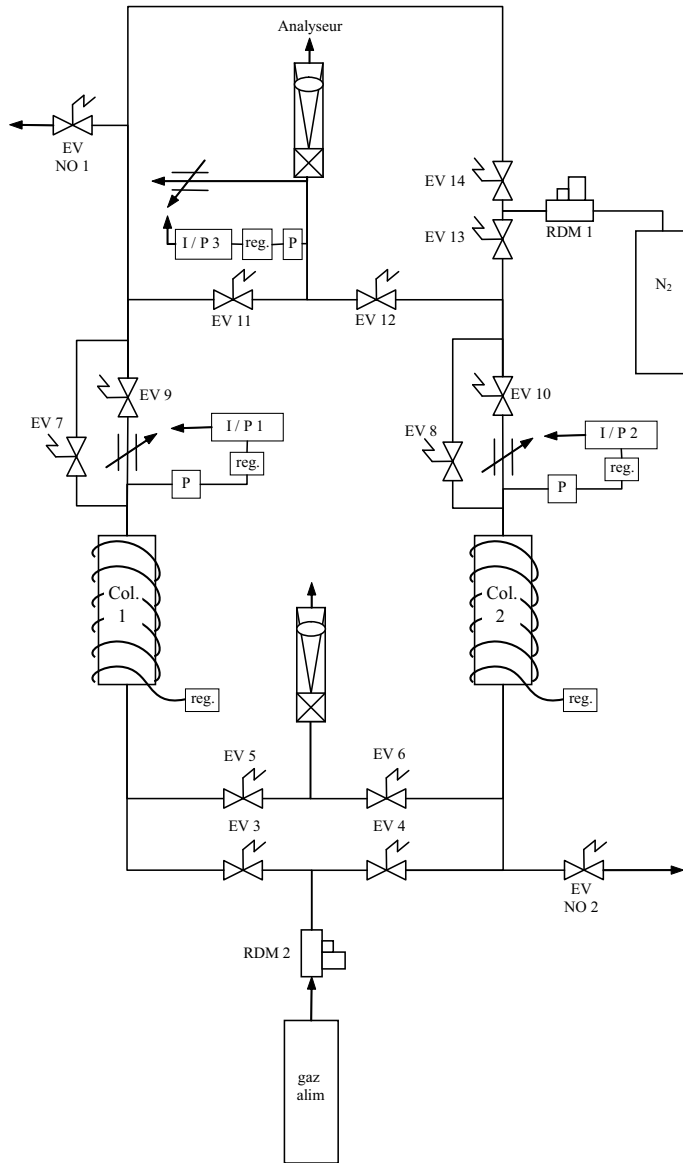 Analyseur
EV
NO 1
EV 14
RDM 1
EV 13
I / P 3
reg.
P
N2
EV 11
EV 12
EV 9
EV 10
EV 7
EV 8
I / P 1
I / P 2
reg.
reg.
P
P
Col.
1
Col.
2
reg.
reg.
EV 5
EV 6
EV 3
EV 4
EV
NO 2
RDM 2
gaz
alim